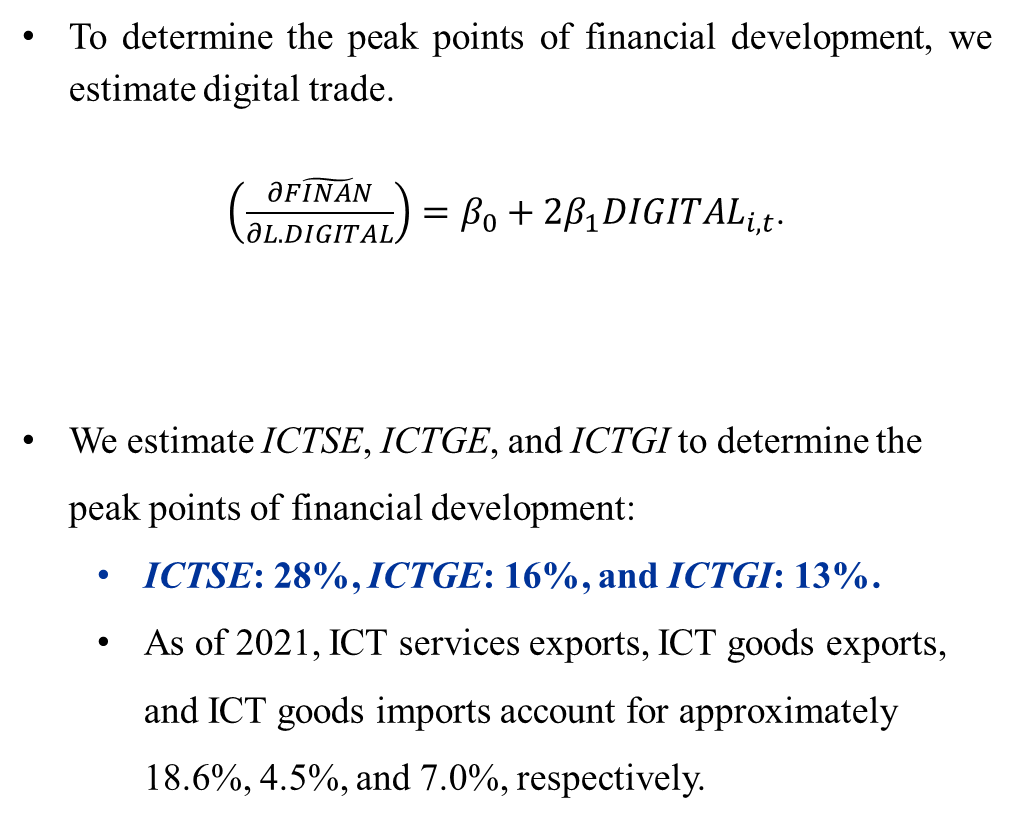 • To determine the peak points of financial development, we
estimate digital trade.
(∂FINAN͠/∂L.DIGITAL) = β₀ + 2β₁DIGITALᵢ,ₜ.
• We estimate ICTSE, ICTGE, and ICTGI to determine the
peak points of financial development:
• ICTSE: 28%, ICTGE: 16%, and ICTGI: 13%.
• As of 2021, ICT services exports, ICT goods exports,
and ICT goods imports account for approximately
18.6%, 4.5%, and 7.0%, respectively.